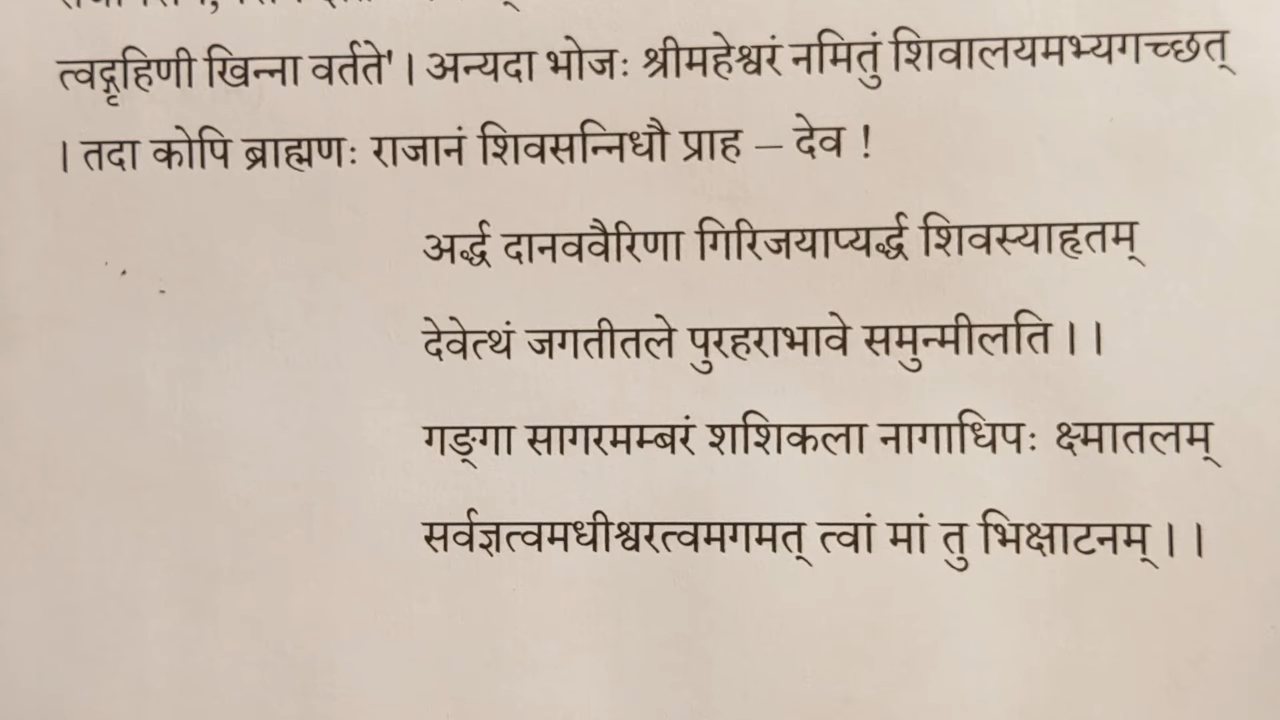 त्वद्गृहिणी खिन्ना वर्तते' । अन्यदा भोजः श्रीमहेश्वरं नमितुं शिवालयमभ्यगच्छत्
। तदा कोपि ब्राह्मणः राजानं शिवसन्निधौ प्राह – देव !
अर्द्ध दानववैरिणा गिरिजयाप्यर्द्ध शिवस्याहृतम्
देवेत्थं जगतीतले पुरहराभावे समुन्मीलति ।।
गङ्गा सागरमम्बरं शशिकला नागाधिपः क्ष्मातलम्
सर्वज्ञत्वमधीश्वरत्वमगमत् त्वां मां तु भिक्षाटनम् ।।